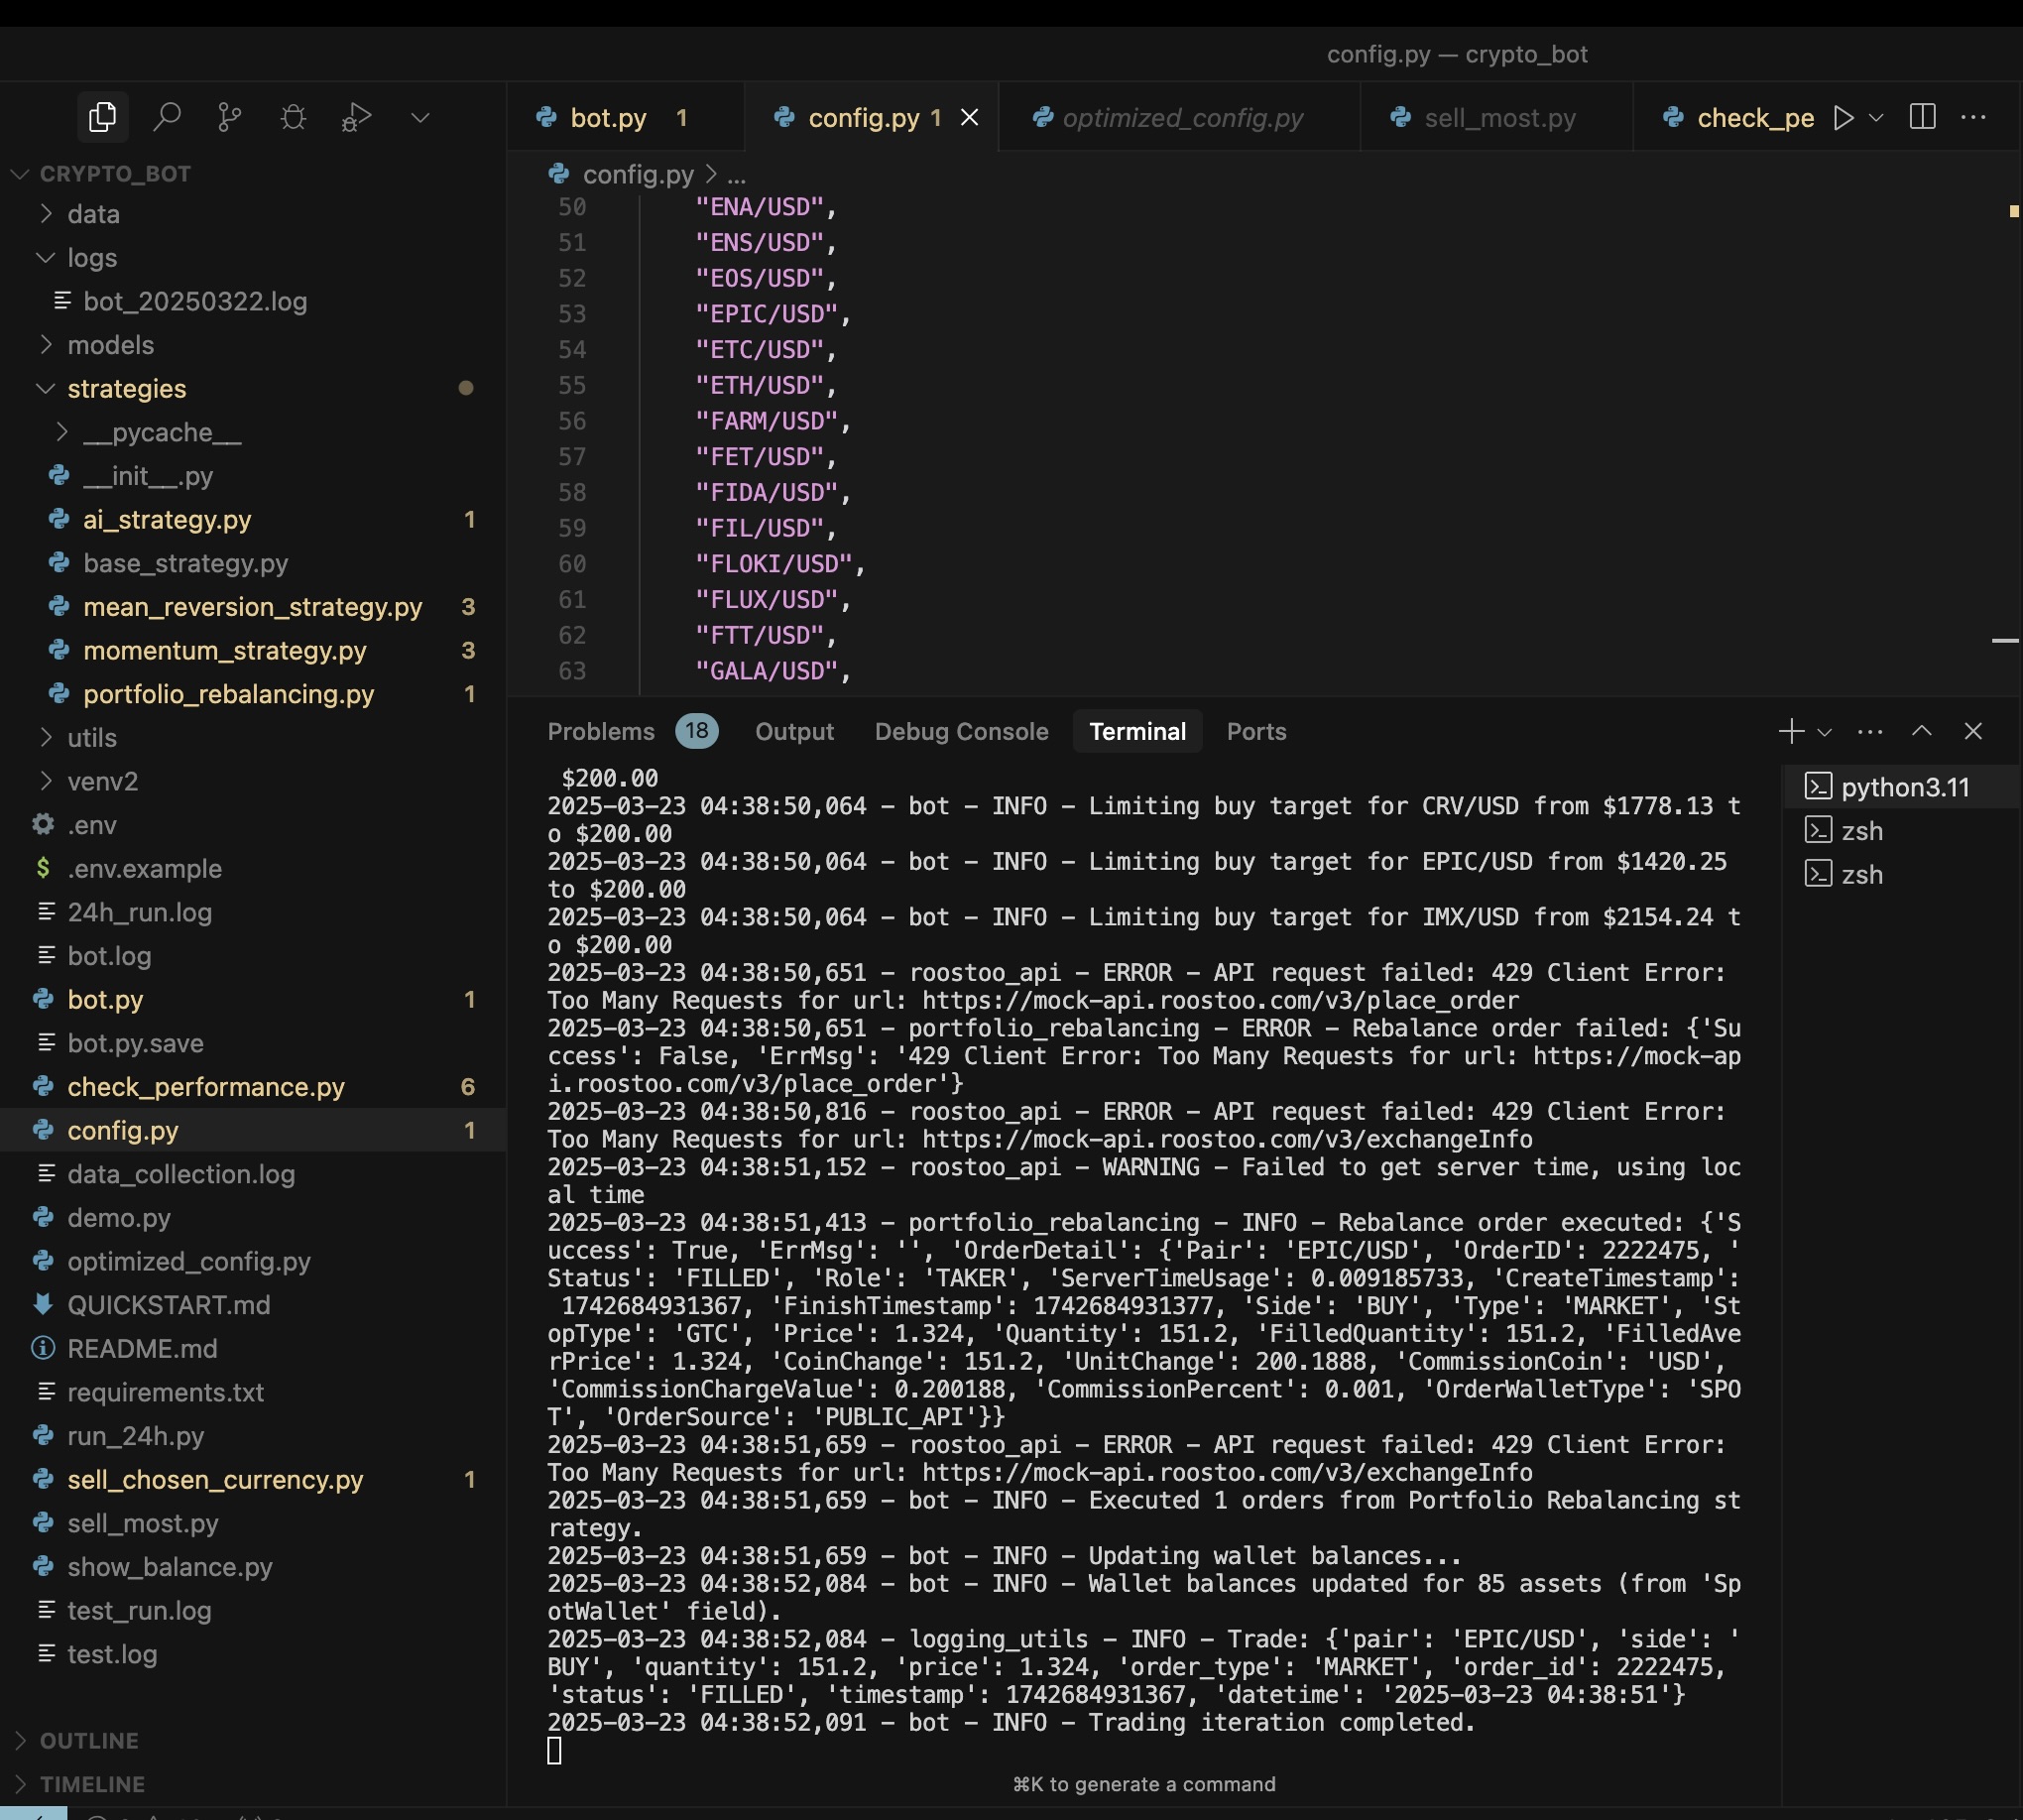 config.py — crypto_bot
bot.py 1
config.py 1
optimized_config.py
sell_most.py
check_pe
CRYPTO_BOT
data
logs
bot_20250322.log
models
strategies
__pycache__
__init__.py
ai_strategy.py 1
base_strategy.py
mean_reversion_strategy.py 3
momentum_strategy.py 3
portfolio_rebalancing.py 1
utils
venv2
.env
$ .env.example
24h_run.log
bot.log
bot.py 1
bot.py.save
check_performance.py 6
config.py 1
data_collection.log
demo.py
optimized_config.py
QUICKSTART.md
README.md
requirements.txt
run_24h.py
sell_chosen_currency.py 1
sell_most.py
show_balance.py
test_run.log
test.log
OUTLINE
TIMELINE
config.py > ...
50 "ENA/USD",
51 "ENS/USD",
52 "EOS/USD",
53 "EPIC/USD",
54 "ETC/USD",
55 "ETH/USD",
56 "FARM/USD",
57 "FET/USD",
58 "FIDA/USD",
59 "FIL/USD",
60 "FLOKI/USD",
61 "FLUX/USD",
62 "FTT/USD",
63 "GALA/USD",
Problems 18 Output Debug Console Terminal Ports
$200.00
2025-03-23 04:38:50,064 - bot - INFO - Limiting buy target for CRV/USD from $1778.13 t
o $200.00
2025-03-23 04:38:50,064 - bot - INFO - Limiting buy target for EPIC/USD from $1420.25
to $200.00
2025-03-23 04:38:50,064 - bot - INFO - Limiting buy target for IMX/USD from $2154.24 t
o $200.00
2025-03-23 04:38:50,651 - roostoo_api - ERROR - API request failed: 429 Client Error:
Too Many Requests for url: https://mock-api.roostoo.com/v3/place_order
2025-03-23 04:38:50,651 - portfolio_rebalancing - ERROR - Rebalance order failed: {'Su
ccess': False, 'ErrMsg': '429 Client Error: Too Many Requests for url: https://mock-ap
i.roostoo.com/v3/place_order'}
2025-03-23 04:38:50,816 - roostoo_api - ERROR - API request failed: 429 Client Error:
Too Many Requests for url: https://mock-api.roostoo.com/v3/exchangeInfo
2025-03-23 04:38:51,152 - roostoo_api - WARNING - Failed to get server time, using loc
al time
2025-03-23 04:38:51,413 - portfolio_rebalancing - INFO - Rebalance order executed: {'S
uccess': True, 'ErrMsg': '', 'OrderDetail': {'Pair': 'EPIC/USD', 'OrderID': 2222475, '
Status': 'FILLED', 'Role': 'TAKER', 'ServerTimeUsage': 0.009185733, 'CreateTimestamp':
1742684931367, 'FinishTimestamp': 1742684931377, 'Side': 'BUY', 'Type': 'MARKET', 'St
opType': 'GTC', 'Price': 1.324, 'Quantity': 151.2, 'FilledQuantity': 151.2, 'FilledAve
rPrice': 1.324, 'CoinChange': 151.2, 'UnitChange': 200.1888, 'CommissionCoin': 'USD',
'CommissionChargeValue': 0.200188, 'CommissionPercent': 0.001, 'OrderWalletType': 'SPO
T', 'OrderSource': 'PUBLIC_API'}}
2025-03-23 04:38:51,659 - roostoo_api - ERROR - API request failed: 429 Client Error:
Too Many Requests for url: https://mock-api.roostoo.com/v3/exchangeInfo
2025-03-23 04:38:51,659 - bot - INFO - Executed 1 orders from Portfolio Rebalancing st
rategy.
2025-03-23 04:38:51,659 - bot - INFO - Updating wallet balances...
2025-03-23 04:38:52,084 - bot - INFO - Wallet balances updated for 85 assets (from 'Sp
otWallet' field).
2025-03-23 04:38:52,084 - logging_utils - INFO - Trade: {'pair': 'EPIC/USD', 'side': '
BUY', 'quantity': 151.2, 'price': 1.324, 'order_type': 'MARKET', 'order_id': 2222475,
'status': 'FILLED', 'timestamp': 1742684931367, 'datetime': '2025-03-23 04:38:51'}
2025-03-23 04:38:52,091 - bot - INFO - Trading iteration completed.
⌘K to generate a command
python3.11
zsh
zsh